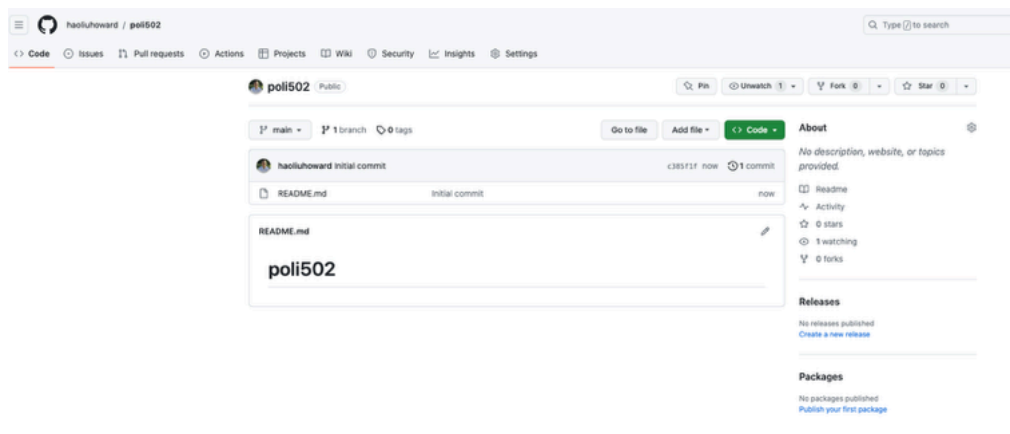 haoliuhoward / poli502
Type / to search
Code Issues Pull requests Actions Projects Wiki Security Insights Settings
poli502 Public
Pin Unwatch 1 Fork 0 Star 0
main 1 branch 0 tags
Go to file Add file Code
haoliuhoward Initial commit
c385f1f now 1 commit
README.md Initial commit now
README.md
poli502
About
No description, website, or topics
provided.
Readme
Activity
0 stars
1 watching
0 forks
Releases
No releases published
Create a new release
Packages
No packages published
Publish your first package